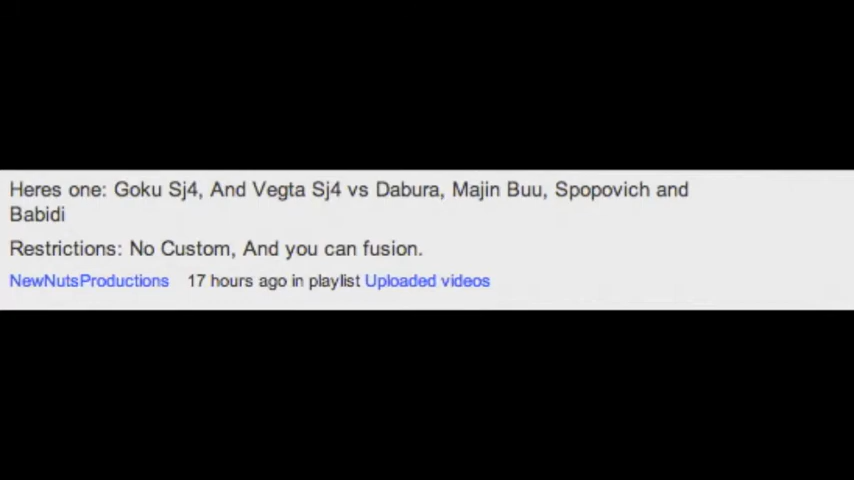 Heres one: Goku Sj4, And Vegta Sj4 vs Dabura, Majin Buu, Spopovich and
Babidi
Restrictions: No Custom, And you can fusion.
NewNutsProductions 17 hours ago in playlist Uploaded videos